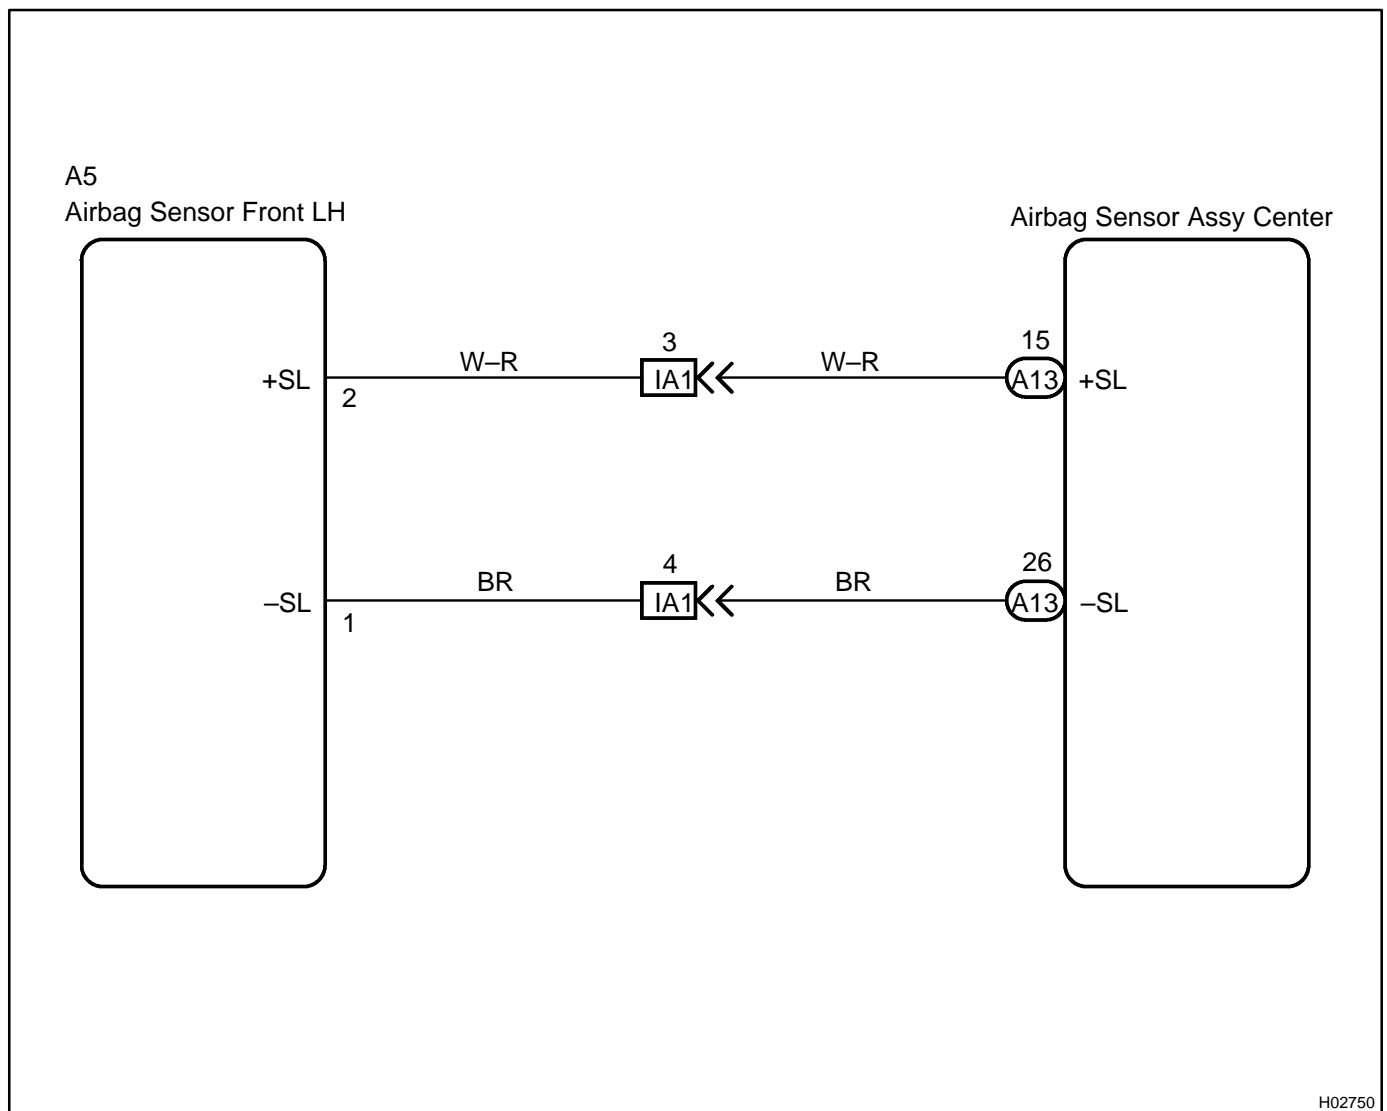 A5
Airbag Sensor Front LH
Airbag Sensor Assy Center
+SL
2
W–R
3
IA1
W–R
15
A13
+SL
–SL
1
BR
4
IA1
BR
26
A13
–SL
H02750